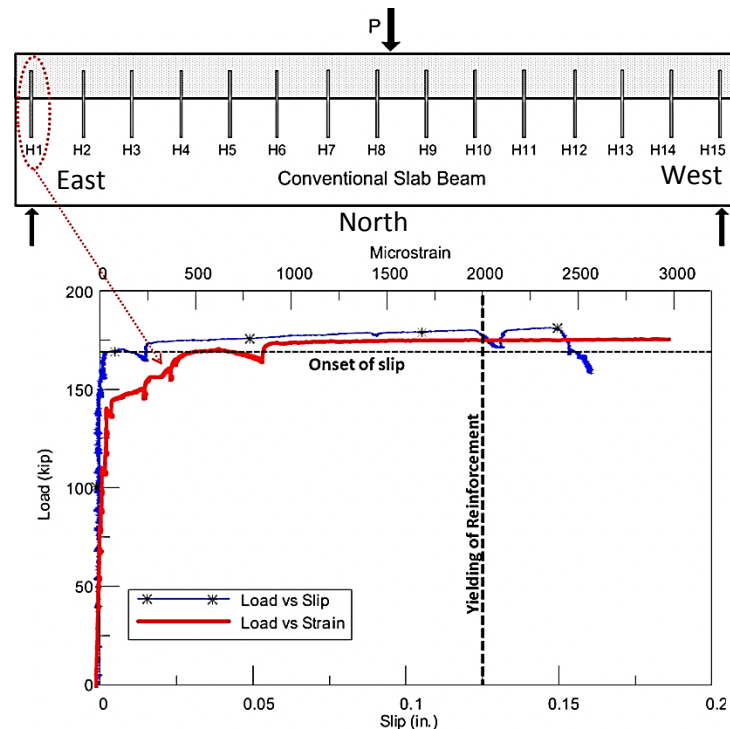 P
H1 H2 H3 H4 H5 H6 H7 H8 H9 H10 H11 H12 H13 H14 H15
East Conventional Slab Beam West
North
Microstrain
0 500 1000 1500 2000 2500 3000
200
150
100
50
0
Load (kip)
Onset of slip
Yielding of Reinforcement
Load vs Slip
Load vs Strain
0 0.05 0.1 0.15 0.2
Slip (in.)